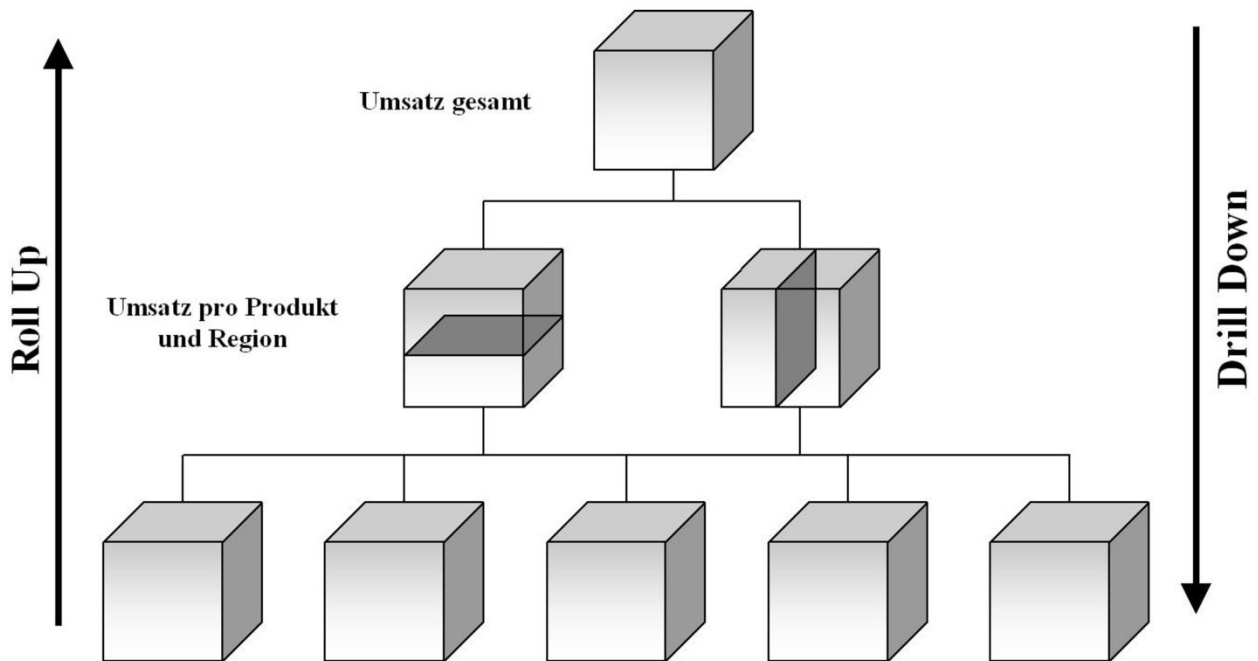 Umsatz gesamt
Roll Up
Umsatz pro Produkt
und Region
Drill Down